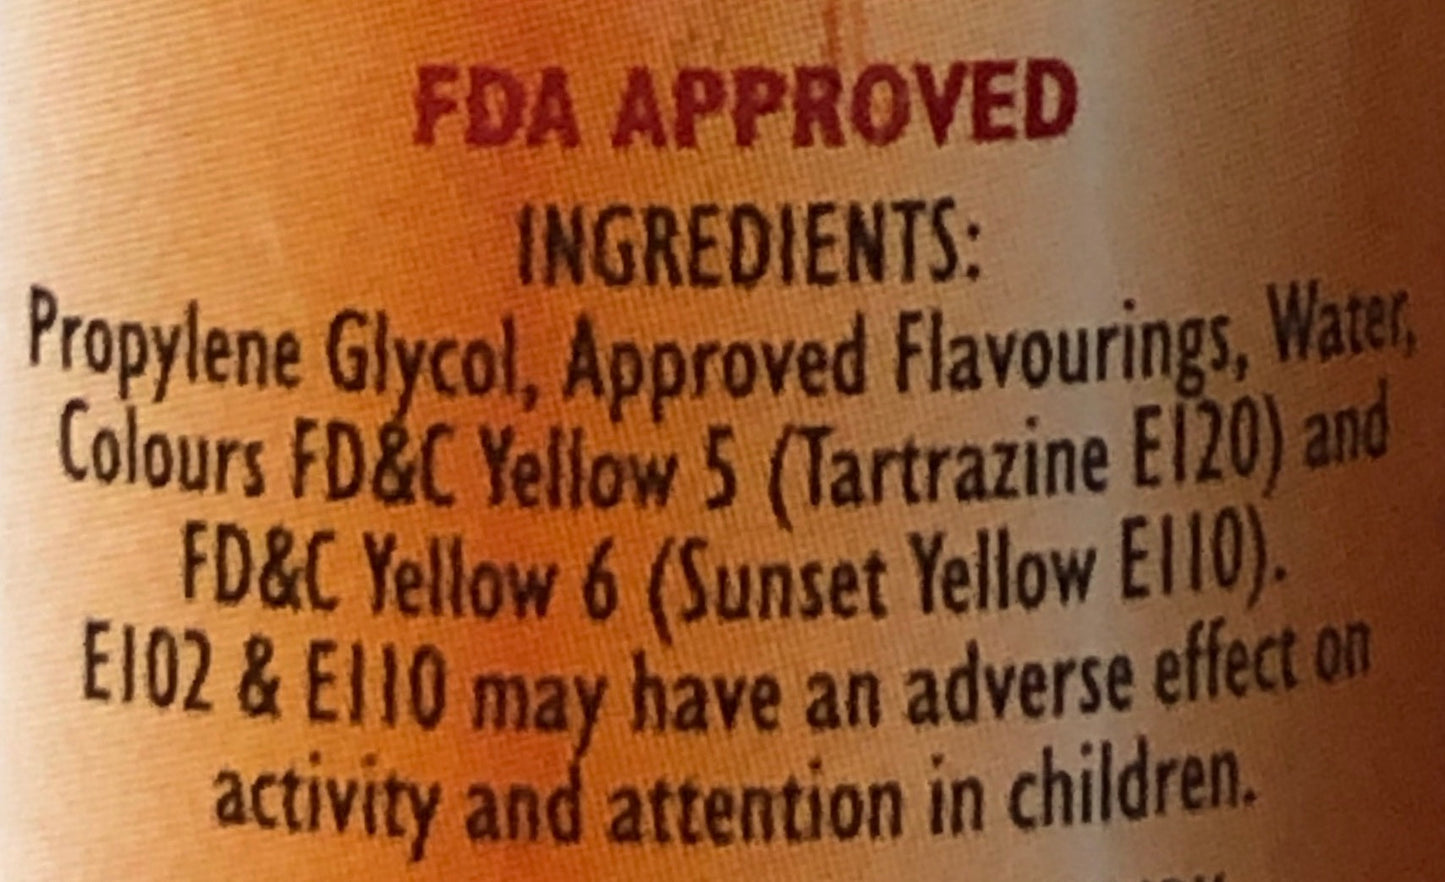 FDA APPROVED
INGREDIENTS:
Propylene Glycol, Approved Flavourings, Water,
Colours FD&C Yellow 5 (Tartrazine E120) and
FD&C Yellow 6 (Sunset Yellow E110).
E102 & E110 may have an adverse effect on
activity and attention in children.